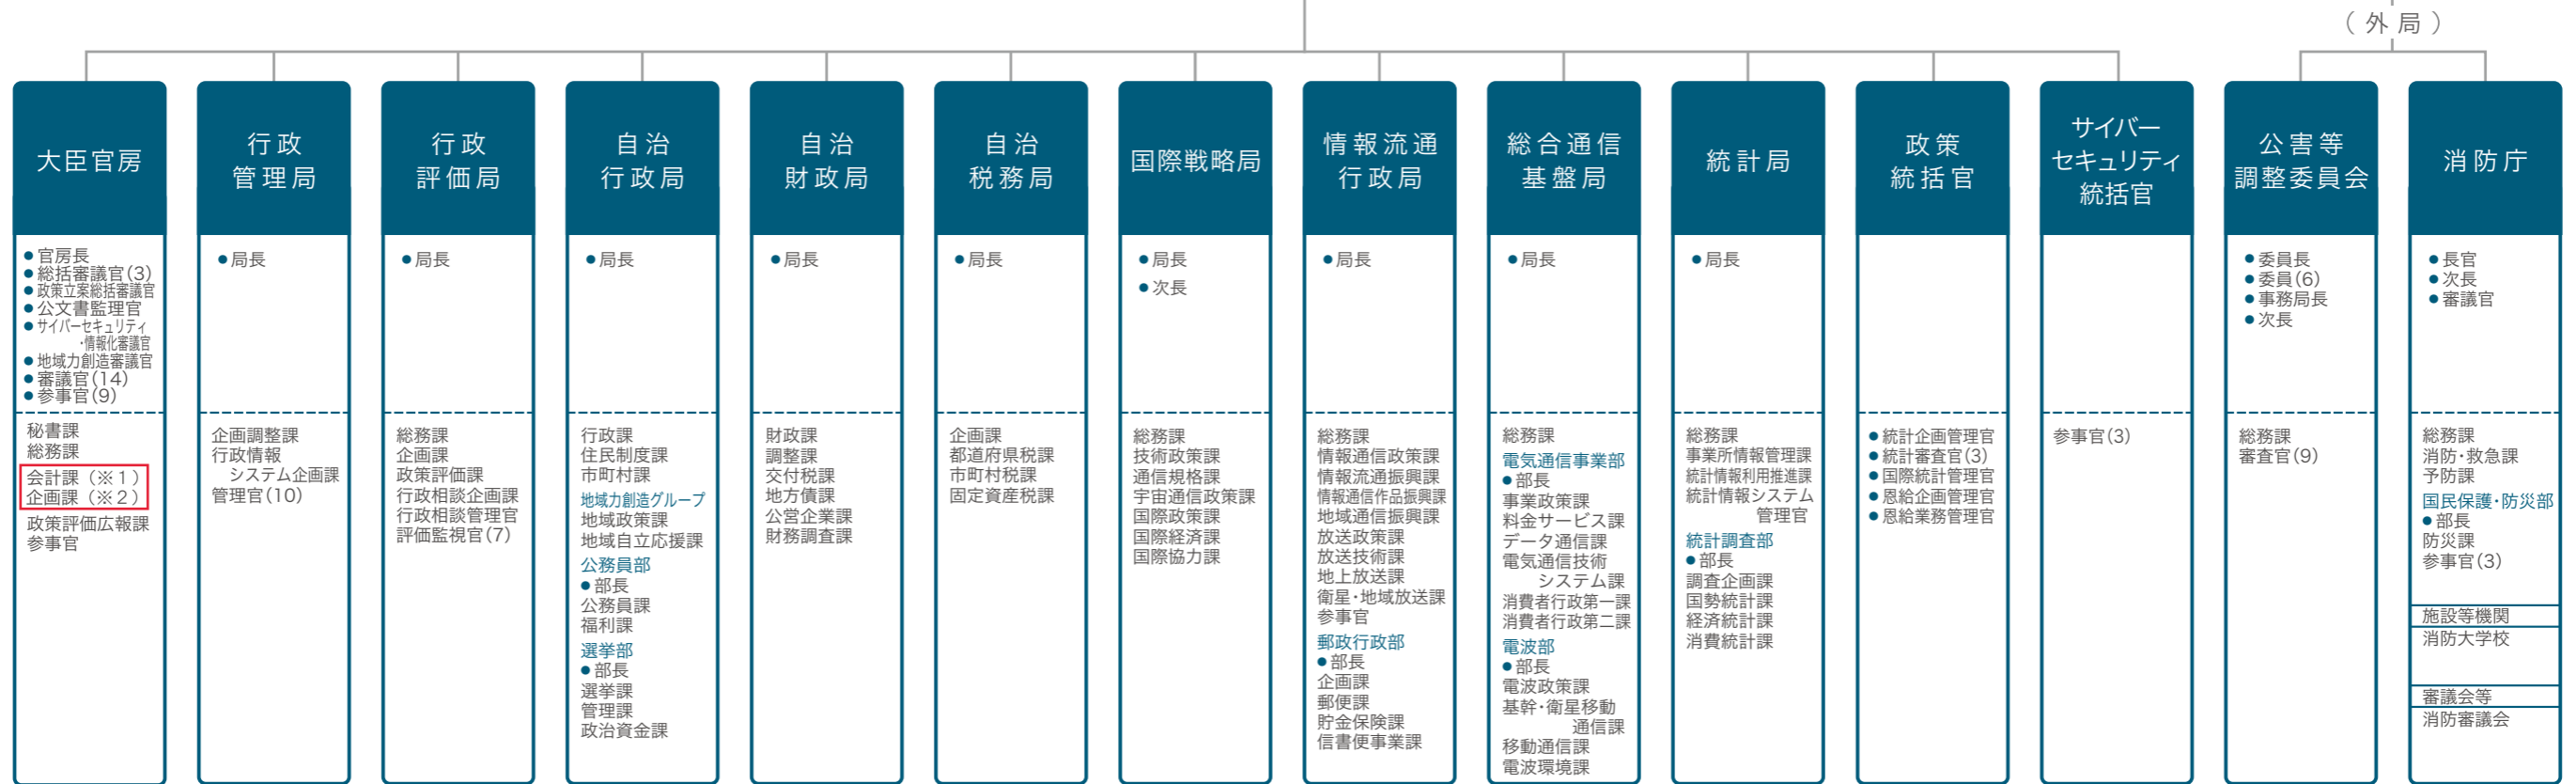 （外局）
大臣官房
●官房長
●総括審議官(3)
●政策立案総括審議官
●公文書監理官
●サイバーセキュリティ
・情報化審議官
●地域力創造審議官
●審議官(14)
●参事官(9)
秘書課
総務課
会計課（※１）
企画課（※２）
政策評価広報課
参事官
行政
管理局
●局長
企画調整課
行政情報
システム企画課
管理官(10)
行政
評価局
●局長
総務課
企画課
政策評価課
行政相談企画課
行政相談管理官
評価監視官(7)
自治
行政局
●局長
行政課
住民制度課
市町村課
地域力創造グループ
地域政策課
地域自立応援課
公務員部
●部長
公務員課
福利課
選挙部
●部長
選挙課
管理課
政治資金課
自治
財政局
●局長
財政課
調整課
交付税課
地方債課
公営企業課
財務調査課
自治
税務局
●局長
企画課
都道府県税課
市町村税課
固定資産税課
国際戦略局
●局長
●次長
総務課
技術政策課
通信規格課
宇宙通信政策課
国際政策課
国際経済課
国際協力課
情報流通
行政局
●局長
総務課
情報通信政策課
情報流通振興課
情報通信作品振興課
地域通信振興課
放送政策課
放送技術課
地上放送課
衛星・地域放送課
参事官
郵政行政部
●部長
企画課
郵便課
貯金保険課
信書便事業課
総合通信
基盤局
●局長
総務課
電気通信事業部
●部長
事業政策課
料金サービス課
データ通信課
電気通信技術
システム課
消費者行政第一課
消費者行政第二課
電波部
●部長
電波政策課
基幹・衛星移動
通信課
移動通信課
電波環境課
統計局
●局長
総務課
事業所情報管理課
統計情報利用推進課
統計情報システム
管理官
統計調査部
●部長
調査企画課
国勢統計課
経済統計課
消費統計課
政策
統括官
●統計企画管理官
●統計審査官(3)
●国際統計管理官
●恩給企画管理官
●恩給業務管理官
サイバー
セキュリティ
統括官
参事官(3)
公害等
調整委員会
●委員長
●委員(6)
●事務局長
●次長
総務課
審査官(9)
消防庁
●長官
●次長
●審議官
総務課
消防・救急課
予防課
国民保護・防災部
●部長
防災課
参事官(3)
施設等機関
消防大学校
審議会等
消防審議会